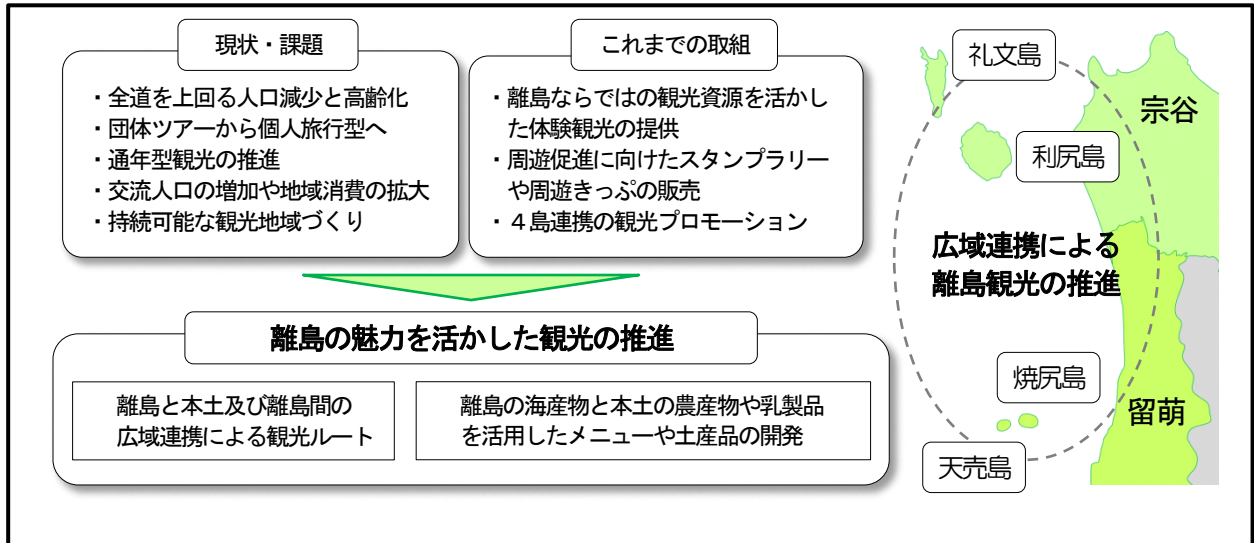 現状・課題
・全道を上回る人口減少と高齢化
・団体ツアーから個人旅行型へ
・通年型観光の推進
・交流人口の増加や地域消費の拡大
・持続可能な観光地域づくり
これまでの取組
・離島ならではの観光資源を活かし
た体験観光の提供
・周遊促進に向けたスタンプラリー
や周遊きっぷの販売
・４島連携の観光プロモーション
離島の魅力を活かした観光の推進
離島と本土及び離島間の
広域連携による観光ルート
離島の海産物と本土の農産物や乳製品
を活用したメニューや土産品の開発
礼文島
宗谷
利尻島
広域連携による
離島観光の推進
焼尻島
留萌
天売島